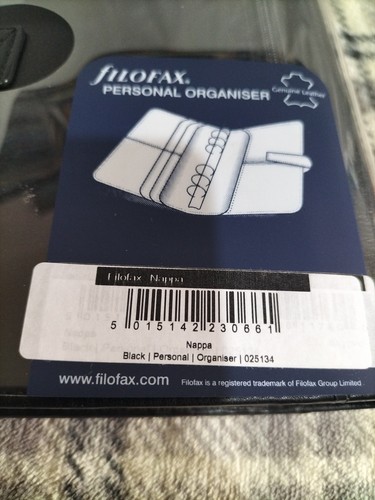 fILOFAX®
PERSONAL ORGANISER
Genuine Leather
Filofax Nappa
5 015142 230661
Nappa
Black | Personal | Organiser | 025134
www.filofax.com Filofax is a registered trademark of Filofax Group Limited